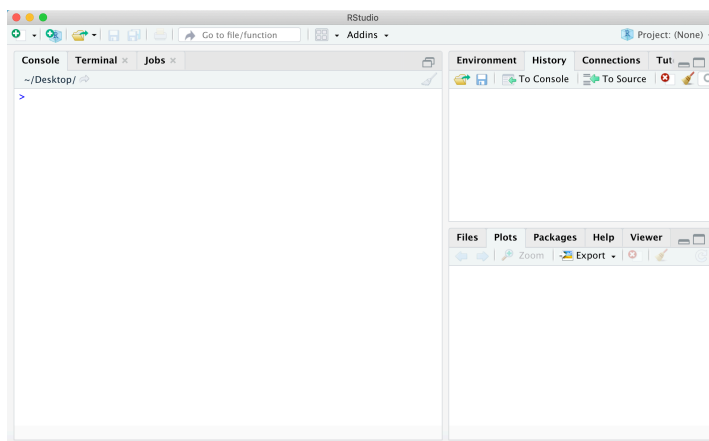 RStudio
Go to file/function Addins Project: (None)
Console Terminal Jobs
~/Desktop/
>
Environment History Connections Tut
To Console To Source
Files Plots Packages Help Viewer
Zoom Export